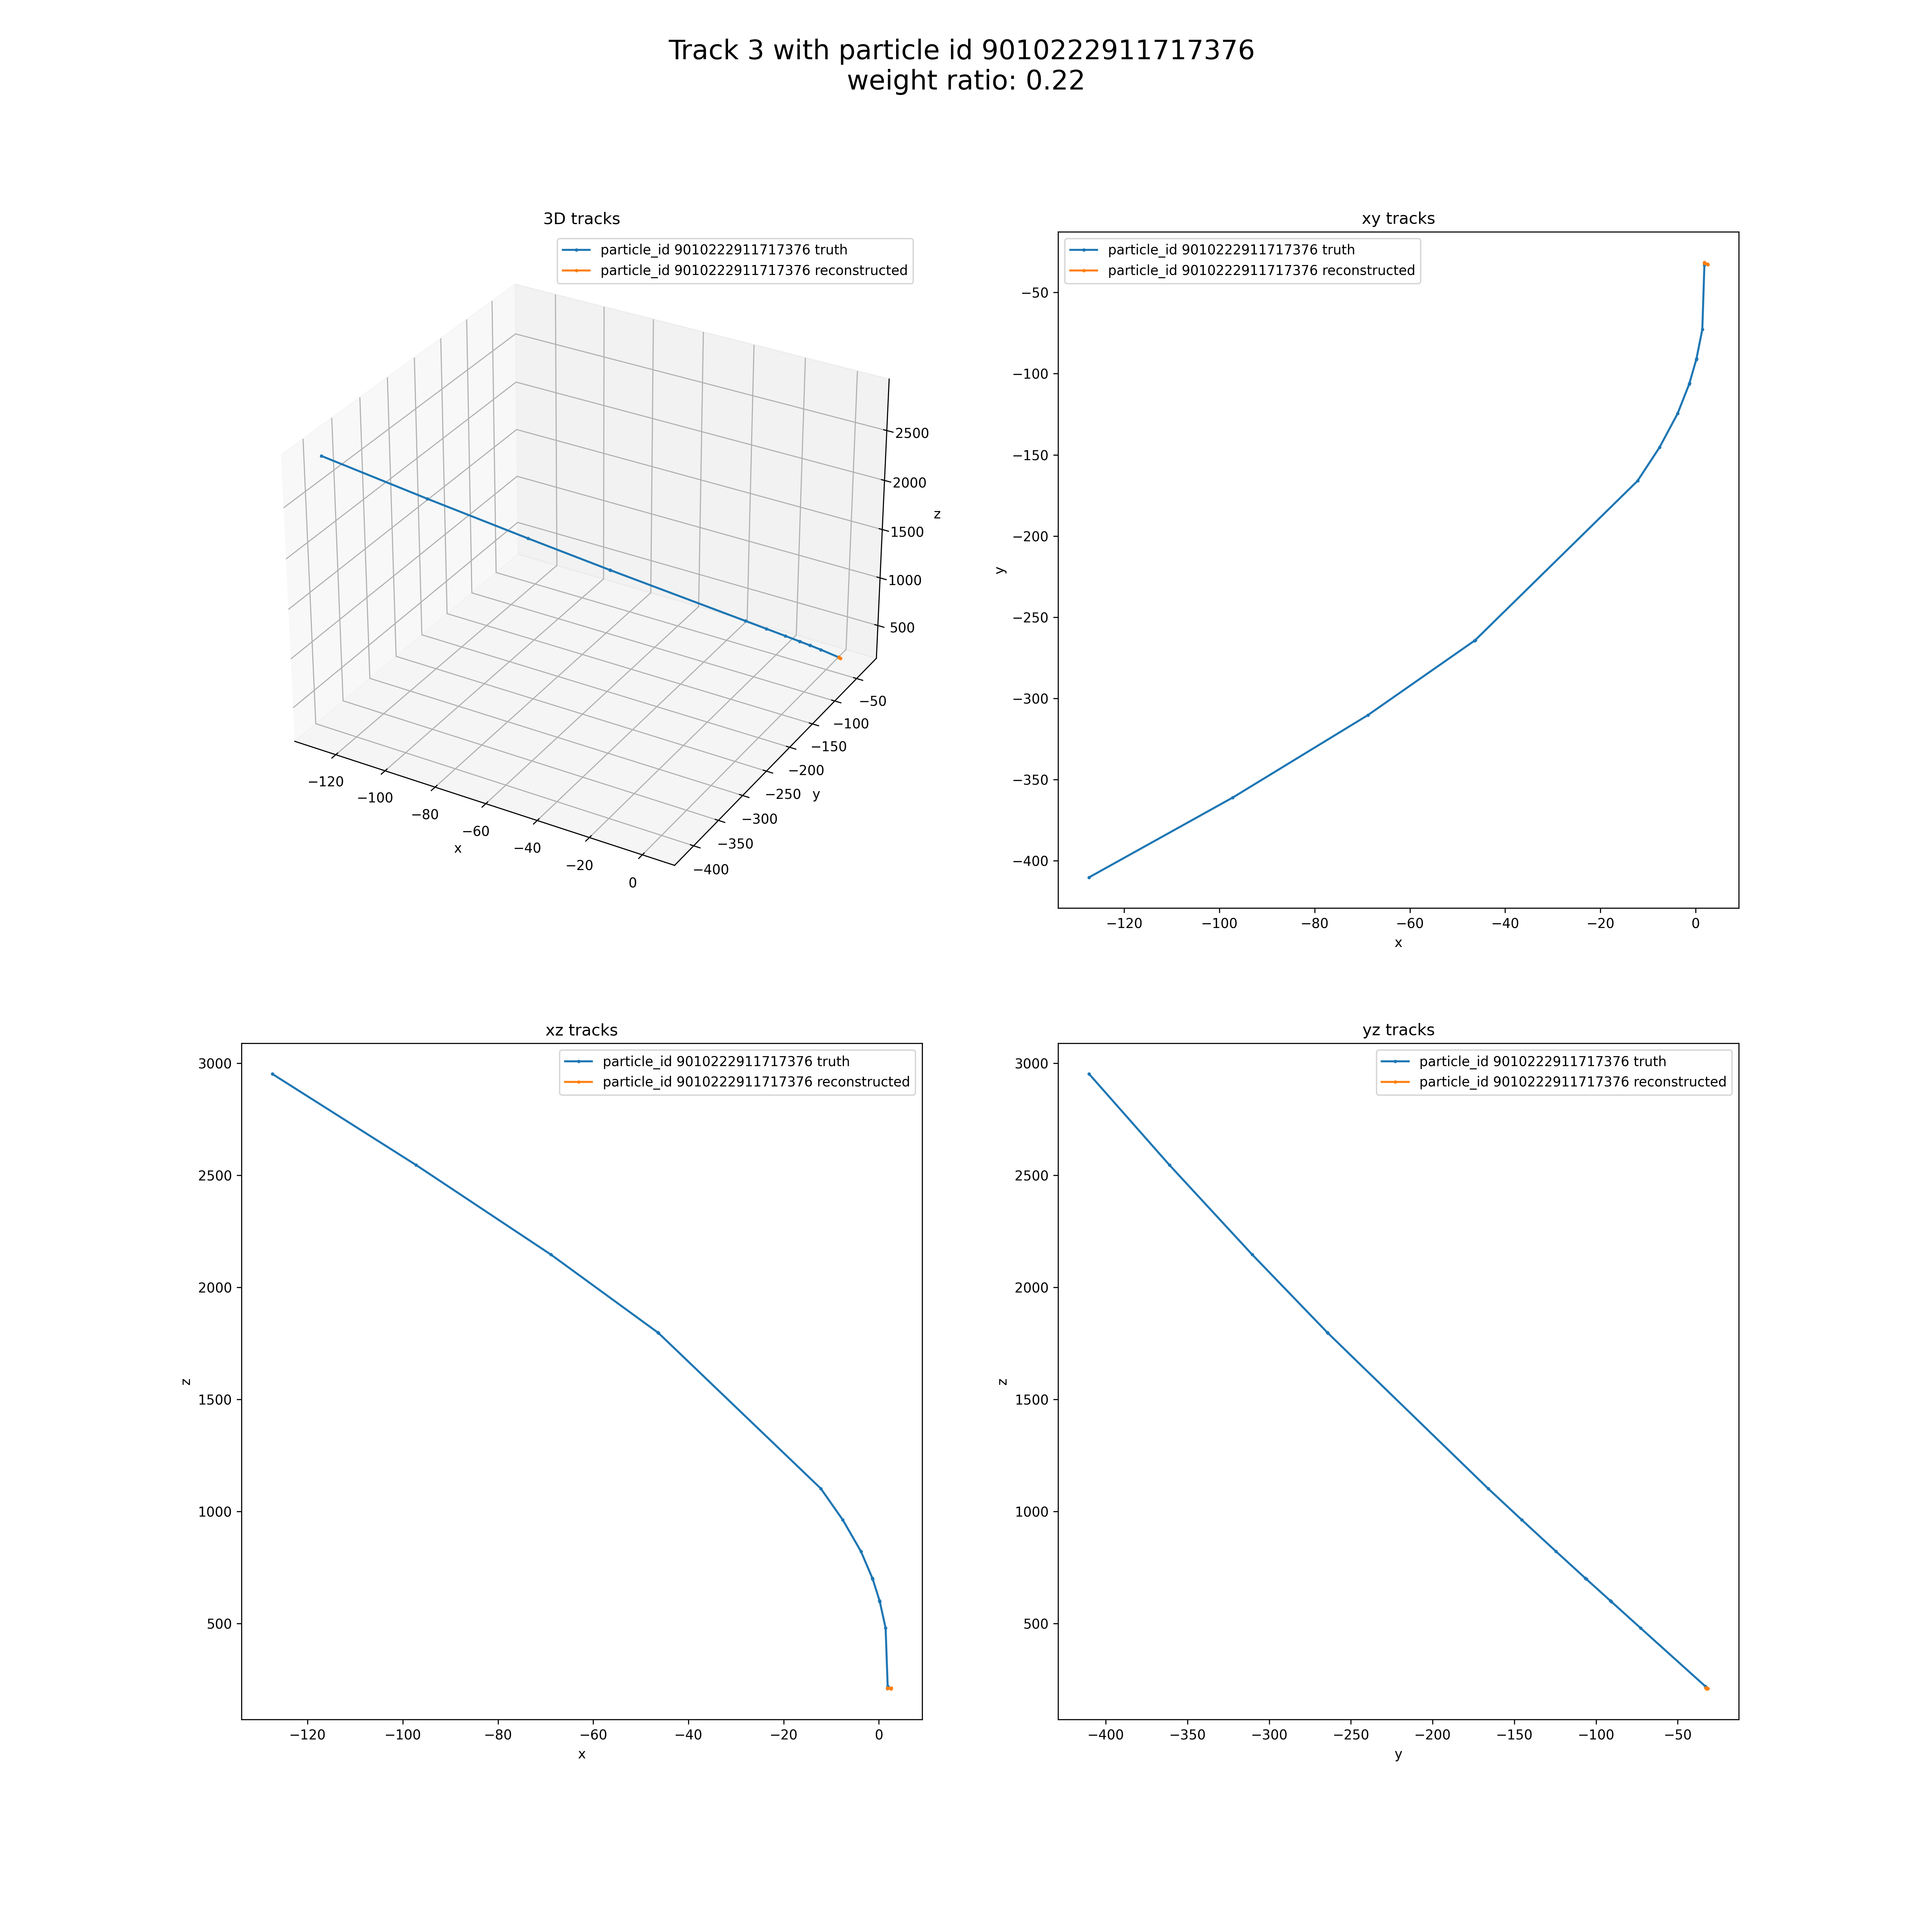 Track 3 with particle id 9010222911717376
weight ratio: 0.22
3D tracks
particle_id 9010222911717376 truth
particle_id 9010222911717376 reconstructed
2500
2000
z
1500
1000
500
−50
−100
−150
−200
−250
y
−300
−350
−400
−120
−100
−80
−60
x
−40
−20
0
xy tracks
particle_id 9010222911717376 truth
particle_id 9010222911717376 reconstructed
−50
−100
−150
−200
y
−250
−300
−350
−400
−120 −100 −80 −60 −40 −20 0
x
xz tracks
particle_id 9010222911717376 truth
particle_id 9010222911717376 reconstructed
3000
2500
2000
z
1500
1000
500
−120 −100 −80 −60 −40 −20 0
x
yz tracks
particle_id 9010222911717376 truth
particle_id 9010222911717376 reconstructed
3000
2500
2000
z
1500
1000
500
−400 −350 −300 −250 −200 −150 −100 −50
y